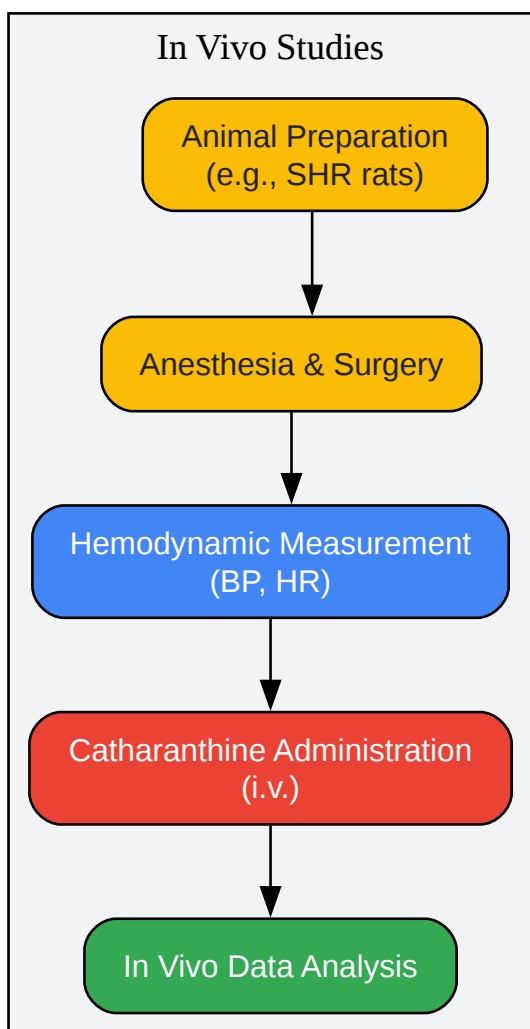 In Vivo Studies
Animal Preparation
(e.g., SHR rats)
Anesthesia & Surgery
Hemodynamic Measurement
(BP, HR)
Catharanthine Administration
(i.v.)
In Vivo Data Analysis